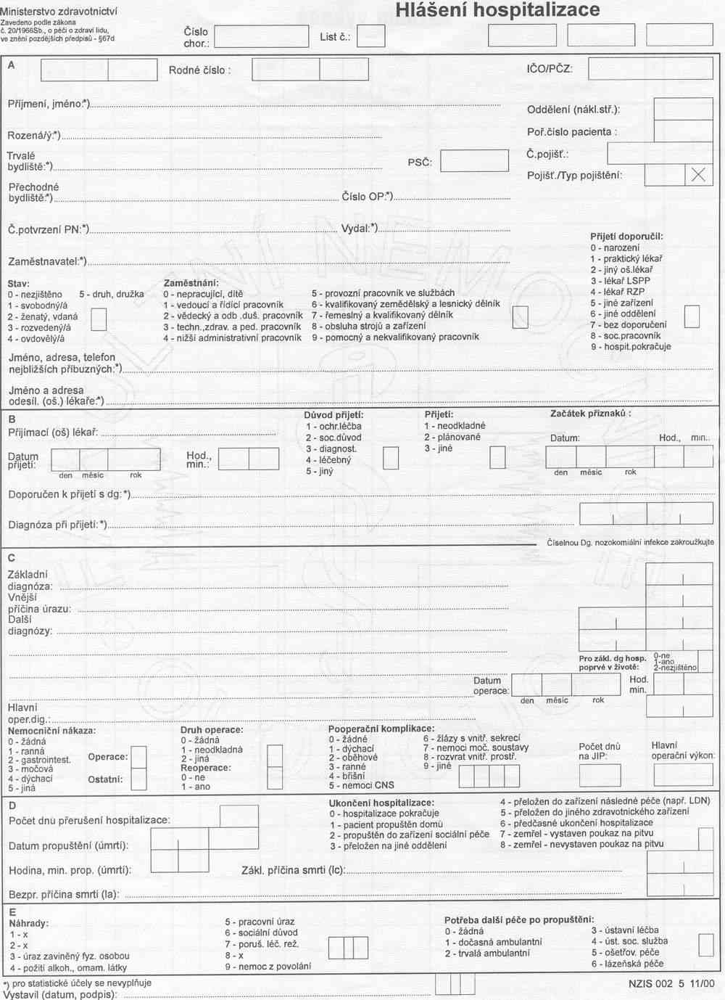 Ministerstvo zdravotnictví
Zavedeno podle zákona
č. 20/1966Sb., o péči o zdraví lidu,
ve znění pozdějších předpisů - §67d
Hlášení hospitalizace
Číslo
chor.:
List č.:
A
Rodné číslo :
IČO/PČZ:
Příjmení, jméno:*)
Oddělení (nákl.stř.):
Rozená/ý:*)
Poř.číslo pacienta :
Trvalé
bydliště:*)
PSČ:
Č.pojišť.:
Pojišť./Typ pojištění: X
Přechodné
bydliště:*)
Číslo OP:*)
Č.potvrzení PN:*)
Vydal:*)
Zaměstnavatel:*)
Přijetí doporučil:
0 - narození
1 - praktický lékař
2 - jiný oš.lékař
3 - lékař LSPP
4 - lékař RZP
5 - jiné zařízení
6 - jiné oddělení
7 - bez doporučení
8 - soc.pracovník
9 - hospit.pokračuje
Stav:
0 - nezjištěno 5 - druh, družka
1 - svobodný/á
2 - ženatý, vdaná
3 - rozvedený/á
4 - ovdovělý/á
Zaměstnání:
0 - nepracující, dítě
1 - vedoucí a řídící pracovník
2 - vědecký a odb .duš. pracovník
3 - techn.,zdrav. a ped. pracovník
4 - nižší administrativní pracovník
5 - provozní pracovník ve službách
6 - kvalifikovaný zemědělský a lesnický dělník
7 - řemeslný a kvalifikovaný dělník
8 - obsluha strojů a zařízení
9 - pomocný a nekvalifikovaný pracovník
Jméno, adresa, telefon
nejbližších příbuzných:*)
Jméno a adresa
odesíl. (oš.) lékaře:*)
B
Přijímací (oš) lékař:
Datum
přijetí:
den měsíc rok
Hod.,
min.:
Důvod přijetí:
1 - ochr.léčba
2 - soc.důvod
3 - diagnost.
4 - léčebný
5 - jiný
Přijetí:
1 - neodkladné
2 - plánované
3 - jiné
Začátek příznaků :
Datum: Hod., min..
den měsíc rok
Doporučen k přijetí s dg:*)
Diagnóza při přijetí:*)
Číselnou Dg. nozokomiální infekce zakroužkujte
C
Základní
diagnóza:
Vnější
příčina úrazu:
Další
diagnózy:
Pro zákl. dg hosp.
poprvé v životě:
0-ne
1-ano
2-nezjištěno
Datum
operace:
den měsíc rok
Hod.
min.
Hlavní
oper.dig.:
Nemocniční nákaza:
0 - žádná
1 - ranná
2 - gastrointest.
3 - močová
4 - dýchací
5 - jiná
Operace:
Ostatní:
Druh operace:
0 - žádná
1 - neodkladná
2 - jiná
Reoperace:
0 - ne
1 - ano
Pooperační komplikace:
0 - žádné
1 - dýchací
2 - oběhové
3 - ranné
4 - břišní
5 - nemoci CNS
6 - žlázy s vnitř. sekrecí
7 - nemoci moč. soustavy
8 - rozvrat vnitř. prostř.
9 - jiné
Počet dnů
na JIP:
Hlavní
operační výkon:
D
Počet dnů přerušení hospitalizace:
Datum propuštění (úmrtí):
Hodina, min. prop. (úmrtí):
Ukončení hospitalizace:
0 - hospitalizace pokračuje
1 - pacient propuštěn domů
2 - propuštěn do zařízení sociální péče
3 - přeložen na jiné oddělení
4 - přeložen do zařízení následné péče (např. LDN)
5 - přeložen do jiného zdravotnického zařízení
6 - předčasné ukončení hospitalizace
7 - zemřel - vystaven poukaz na pitvu
8 - zemřel - nevystaven poukaz na pitvu
Zákl. příčina smrti (Ic):
Bezpr. příčina smrti (Ia):
E
Náhrady:
1 - x
2 - x
3 - úraz zaviněný fyz. osobou
4 - požití alkoh., omam. látky
5 - pracovní úraz
6 - sociální důvod
7 - poruš. léč. rež.
8 - x
9 - nemoc z povolání
Potřeba další péče po propuštění:
0 - žádná
1 - dočasná ambulantní
2 - trvalá ambulantní
3 - ústavní léčba
4 - úst. soc. služba
5 - ošetřov. péče
6 - lázeňská péče
*) pro statistické účely se nevyplňuje
Vystavil (datum, podpis):
NZIS 002 5 11/00